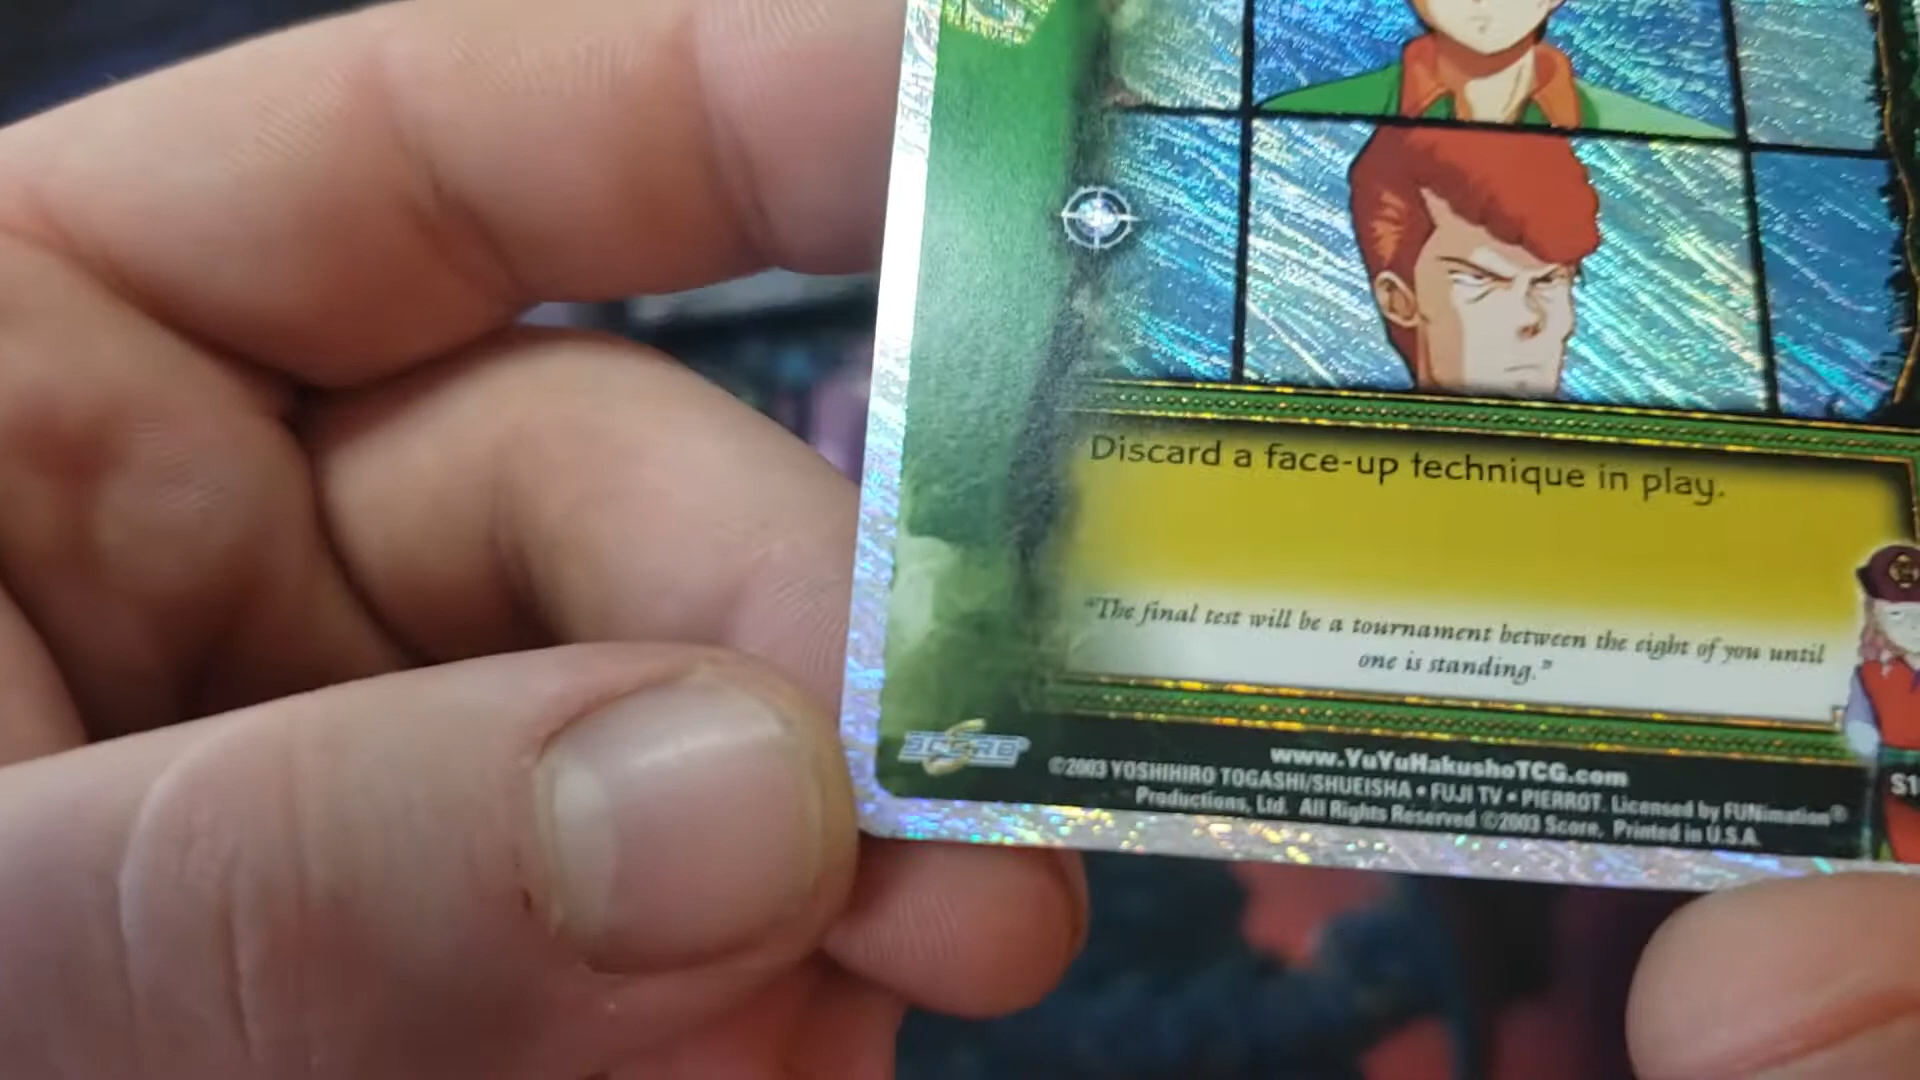 Discard a face-up technique in play.
"The final test will be a tournament between the eight of you until
one is standing."
SCORE®
www.YuYuHakushoTCG.com
©2003 YOSHIHIRO TOGASHI/SHUEISHA • FUJI TV • PIERROT. Licensed by FUNimation®
Productions, Ltd. All Rights Reserved ©2003 Score. Printed in U.S.A
S1